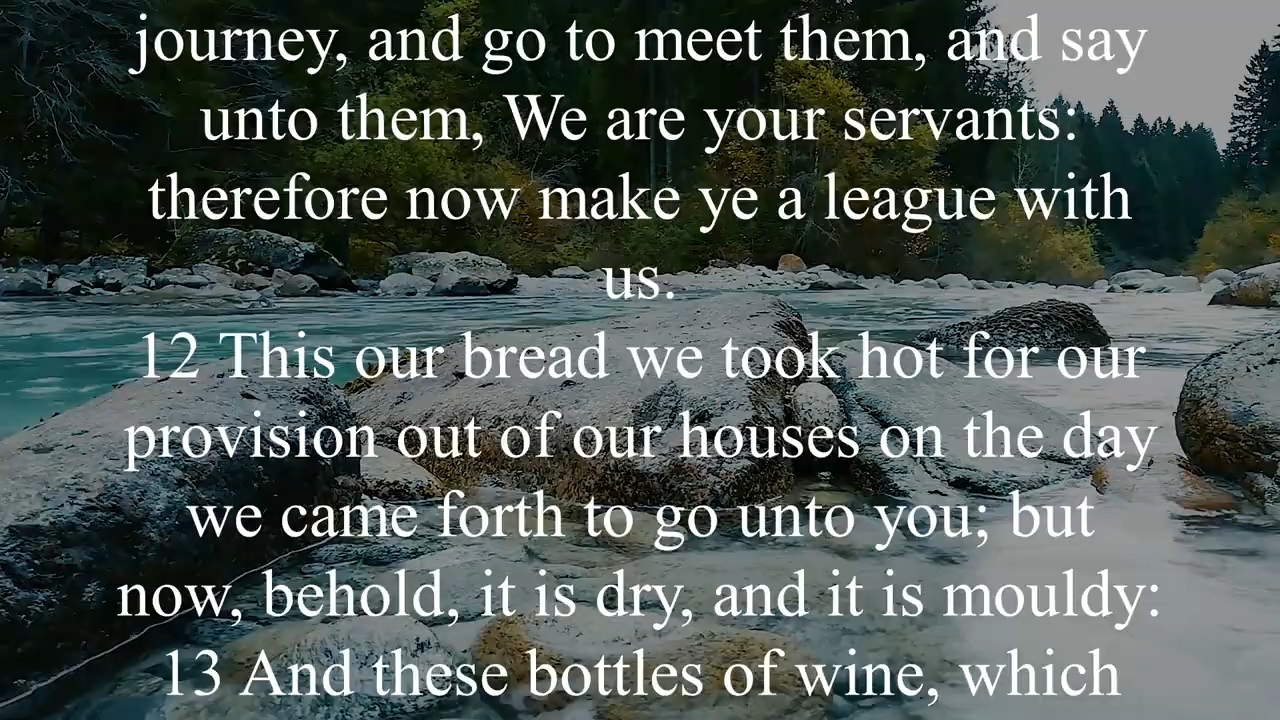 journey, and go to meet them, and say
unto them, We are your servants:
therefore now make ye a league with
us.
12 This our bread we took hot for our
provision out of our houses on the day
we came forth to go unto you; but
now, behold, it is dry, and it is mouldy:
13 And these bottles of wine, which